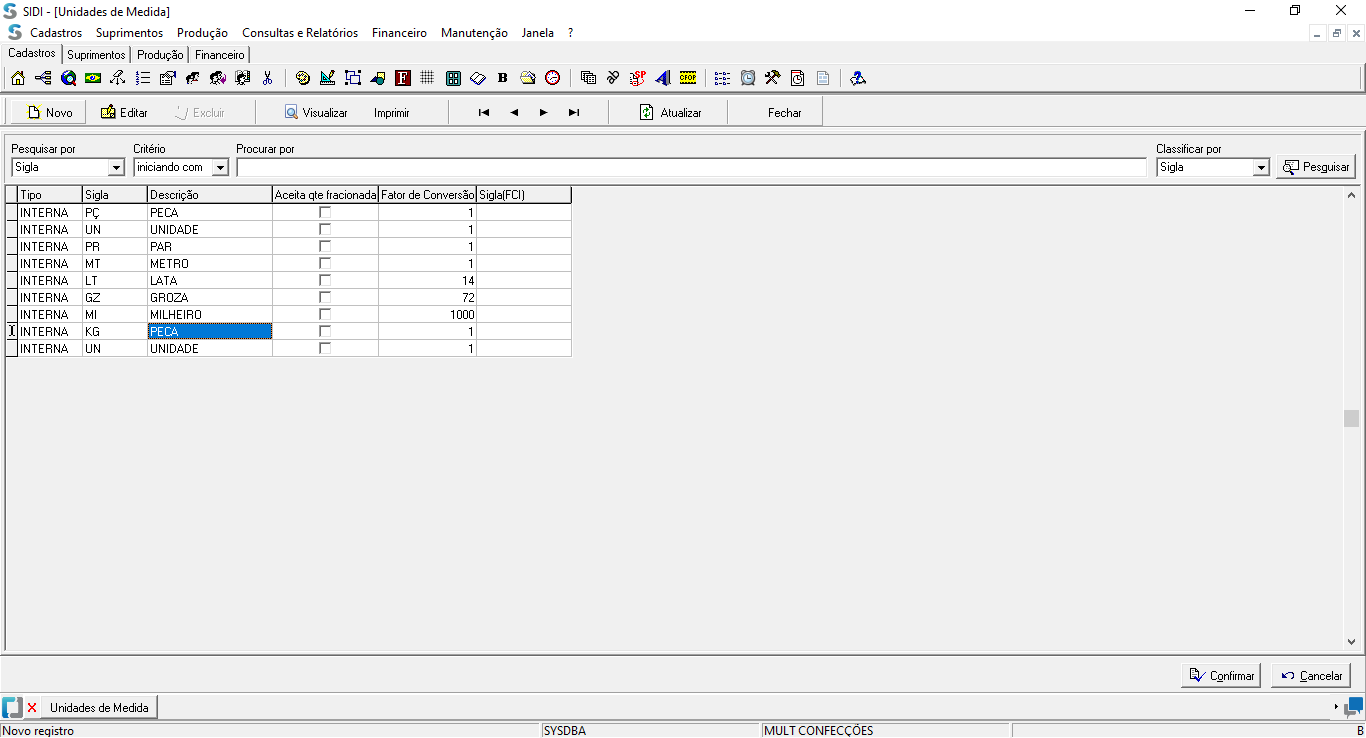 SIDI - [Unidades de Medida]
Cadastros Suprimentos Produção Consultas e Relatórios Financeiro Manutenção Janela ?
Cadastros Suprimentos Produção Financeiro
F B SP CFOP
Novo Editar Excluir Visualizar Imprimir Atualizar Fechar
Pesquisar por Critério Procurar por Classificar por
Sigla iniciando com Sigla Pesquisar
Tipo Sigla Descrição Aceita qte fracionada Fator de Conversão Sigla(FCI)
INTERNA PÇ PECA 1
INTERNA UN UNIDADE 1
INTERNA PR PAR 1
INTERNA MT METRO 1
INTERNA LT LATA 14
INTERNA GZ GROZA 72
INTERNA MI MILHEIRO 1000
INTERNA KG PECA 1
INTERNA UN UNIDADE 1
Confirmar Cancelar
Unidades de Medida
Novo registro SYSDBA MULT CONFECÇÕES B